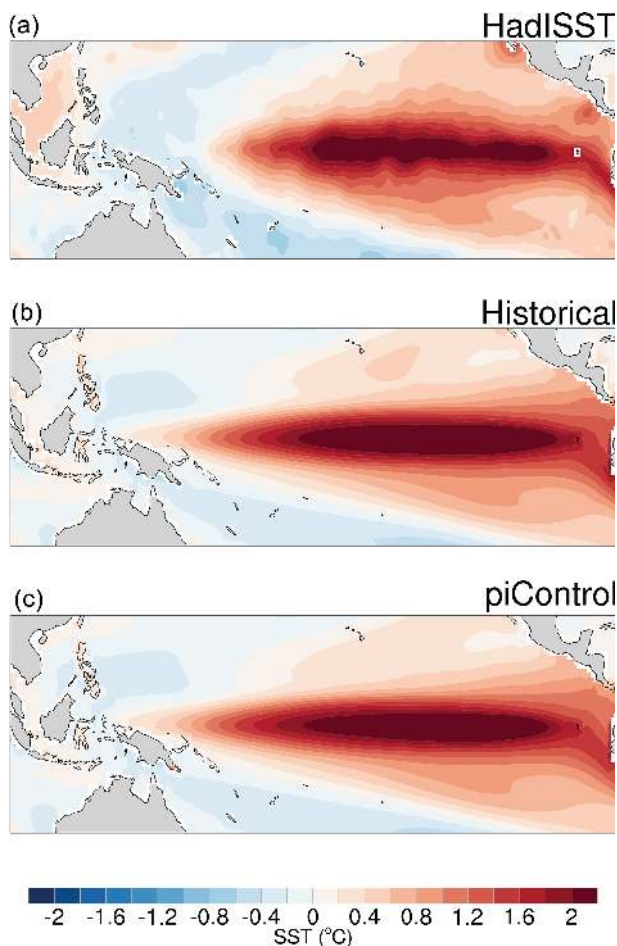 (a) HadISST
(b) Historical
(c) piControl
-2 -1.6 -1.2 -0.8 -0.4 0 0.4 0.8 1.2 1.6 2
SST (°C)